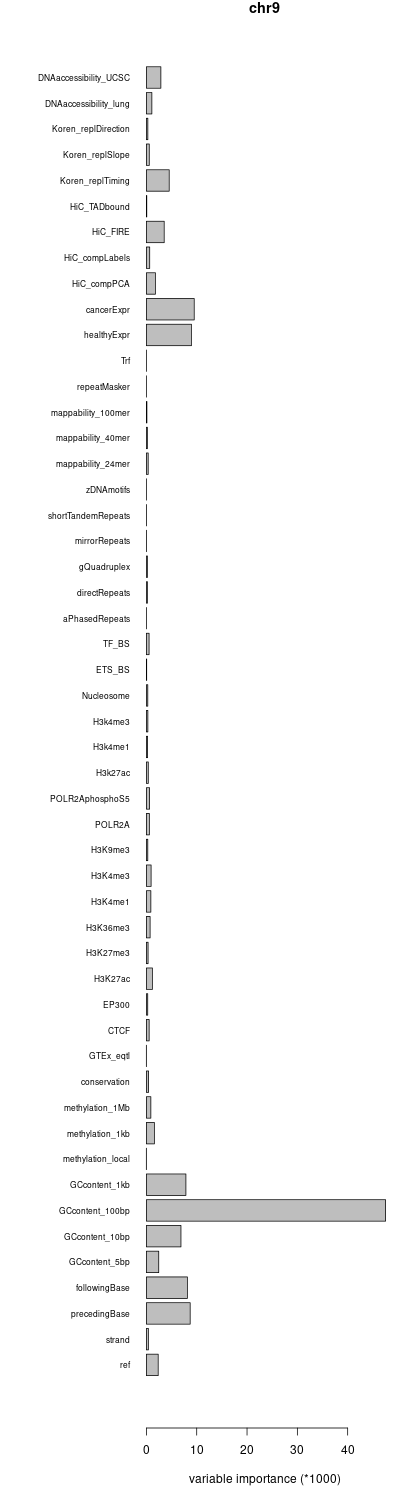 chr9
DNAaccessibility_UCSC
DNAaccessibility_lung
Koren_replDirection
Koren_replSlope
Koren_replTiming
HiC_TADbound
HiC_FIRE
HiC_compLabels
HiC_compPCA
cancerExpr
healthyExpr
Trf
repeatMasker
mappability_100mer
mappability_40mer
mappability_24mer
zDNAmotifs
shortTandemRepeats
mirrorRepeats
gQuadruplex
directRepeats
aPhasedRepeats
TF_BS
ETS_BS
Nucleosome
H3k4me3
H3k4me1
H3k27ac
POLR2AphosphoS5
POLR2A
H3K9me3
H3K4me3
H3K4me1
H3K36me3
H3K27me3
H3K27ac
EP300
CTCF
GTEx_eqtl
conservation
methylation_1Mb
methylation_1kb
methylation_local
GCcontent_1kb
GCcontent_100bp
GCcontent_10bp
GCcontent_5bp
followingBase
precedingBase
strand
ref
0 10 20 30 40
variable importance (*1000)